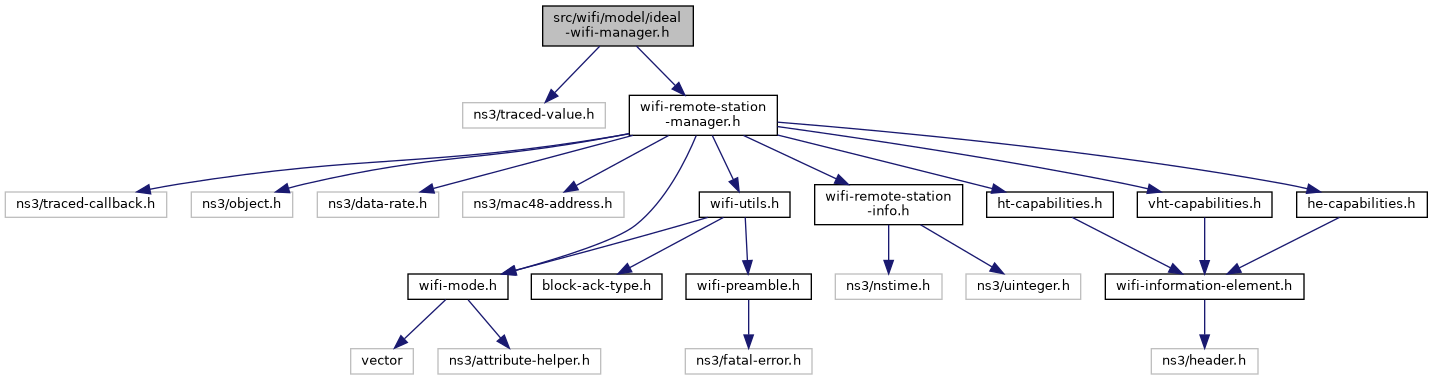 src/wifi/model/ideal
-wifi-manager.h
ns3/traced-value.h
wifi-remote-station
-manager.h
ns3/traced-callback.h
ns3/object.h
ns3/data-rate.h
ns3/mac48-address.h
wifi-utils.h
wifi-remote-station
-info.h
ht-capabilities.h
vht-capabilities.h
he-capabilities.h
wifi-mode.h
block-ack-type.h
wifi-preamble.h
ns3/nstime.h
ns3/uinteger.h
wifi-information-element.h
vector
ns3/attribute-helper.h
ns3/fatal-error.h
ns3/header.h